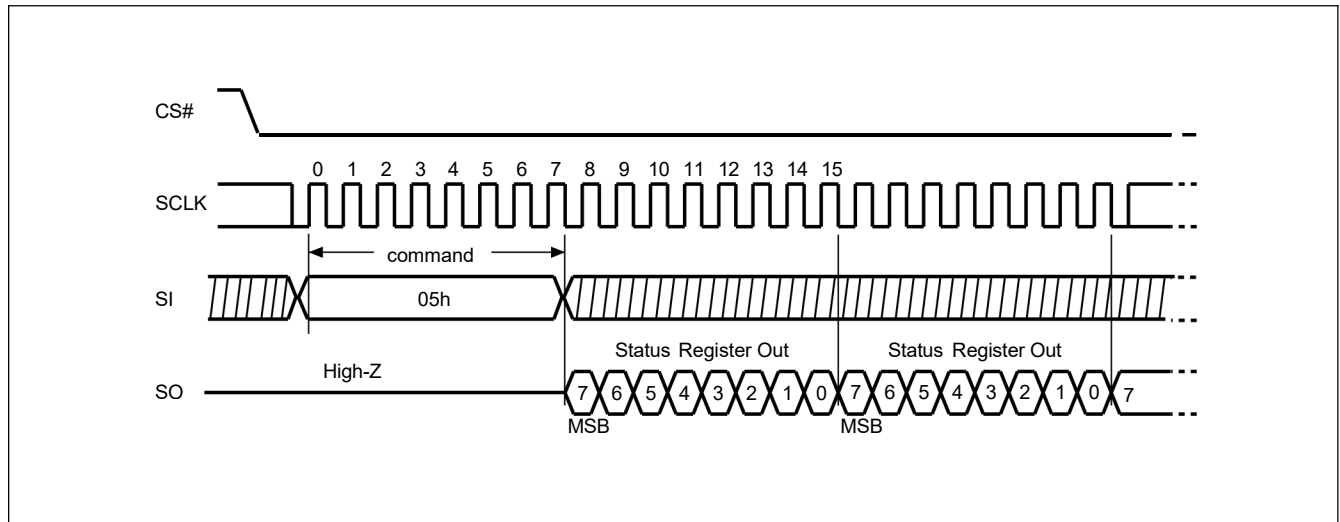 CS#
0 1 2 3 4 5 6 7 8 9 10 11 12 13 14 15
SCLK
command
SI
05h
Status Register Out Status Register Out
High-Z
SO
7 6 5 4 3 2 1 0 7 6 5 4 3 2 1 0 7
MSB MSB